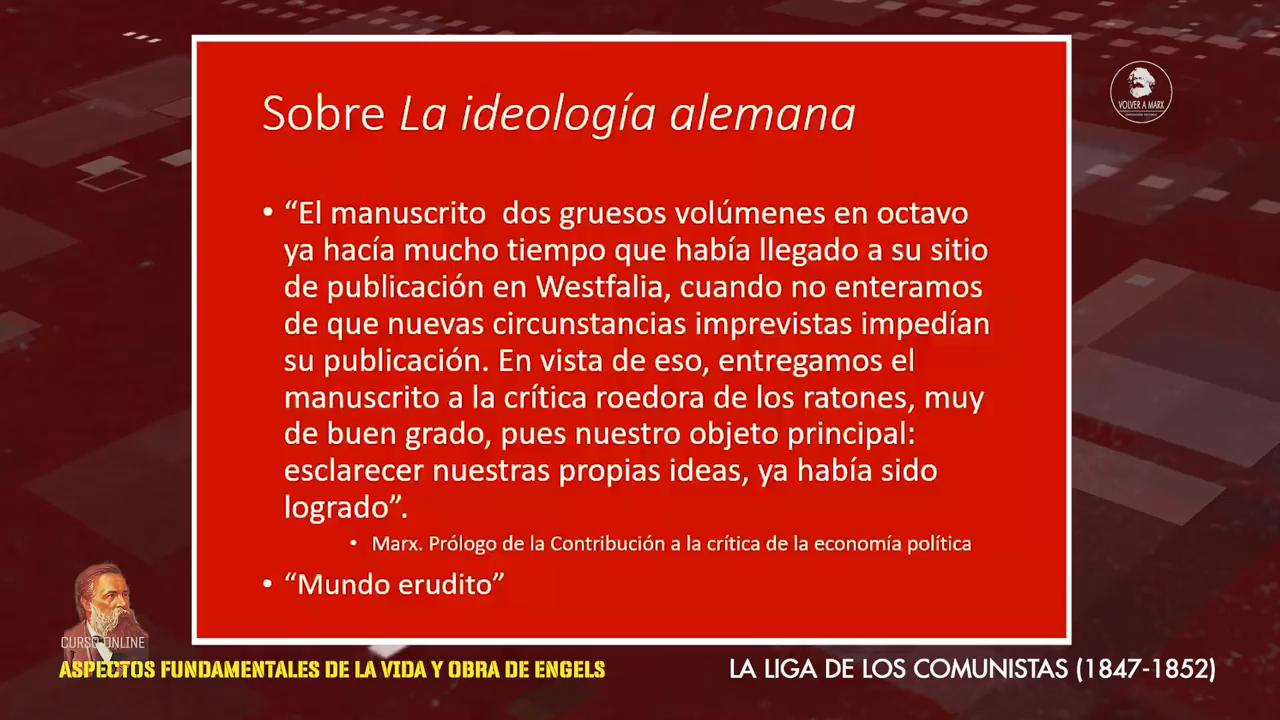 Sobre La ideología alemana
VOLVER A MARX
• “El manuscrito dos gruesos volúmenes en octavo
ya hacía mucho tiempo que había llegado a su sitio
de publicación en Westfalia, cuando no enteramos
de que nuevas circunstancias imprevistas impedían
su publicación. En vista de eso, entregamos el
manuscrito a la crítica roedora de los ratones, muy
de buen grado, pues nuestro objeto principal:
esclarecer nuestras propias ideas, ya había sido
logrado”.
• Marx. Prólogo de la Contribución a la crítica de la economía política
• “Mundo erudito”
CURSO ONLINE
ASPECTOS FUNDAMENTALES DE LA VIDA Y OBRA DE ENGELS
LA LIGA DE LOS COMUNISTAS (1847-1852)